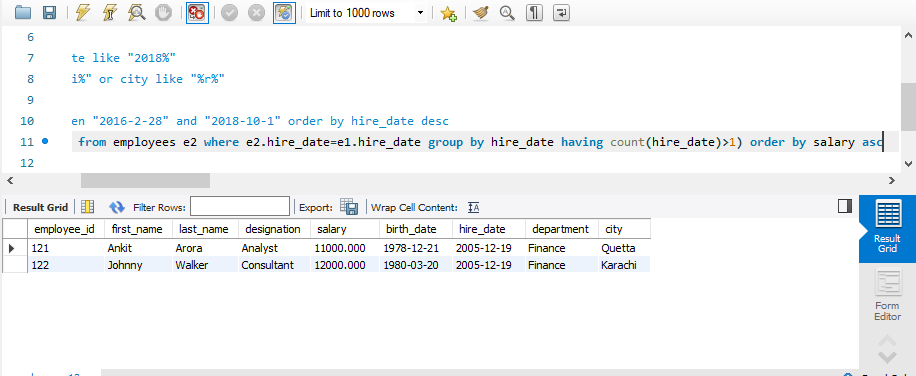 Limit to 1000 rows
6
7 te like "2018%"
8 i%" or city like "%r%"
9
10 en "2016-2-28" and "2018-10-1" order by hire_date desc
11 from employees e2 where e2.hire_date=e1.hire_date group by hire_date having count(hire_date)>1) order by salary asc
12
Result Grid Filter Rows: Export: Wrap Cell Content:
employee_id first_name last_name designation salary birth_date hire_date department city
121 Ankit Arora Analyst 11000.000 1978-12-21 2005-12-19 Finance Quetta
122 Johnny Walker Consultant 12000.000 1980-03-20 2005-12-19 Finance Karachi
Result
Grid
Form
Editor